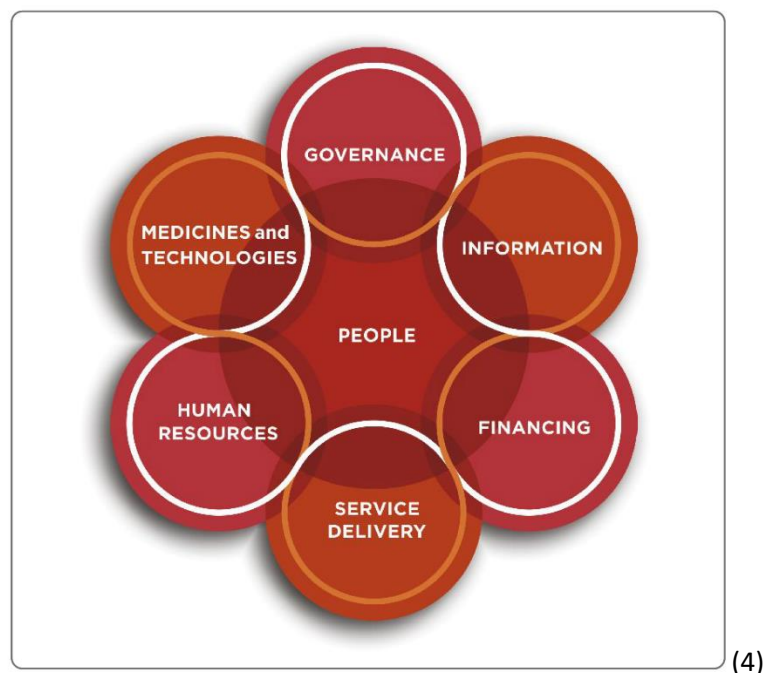 GOVERNANCE
MEDICINES and
TECHNOLOGIES
INFORMATION
PEOPLE
HUMAN
RESOURCES
FINANCING
SERVICE
DELIVERY
(4)